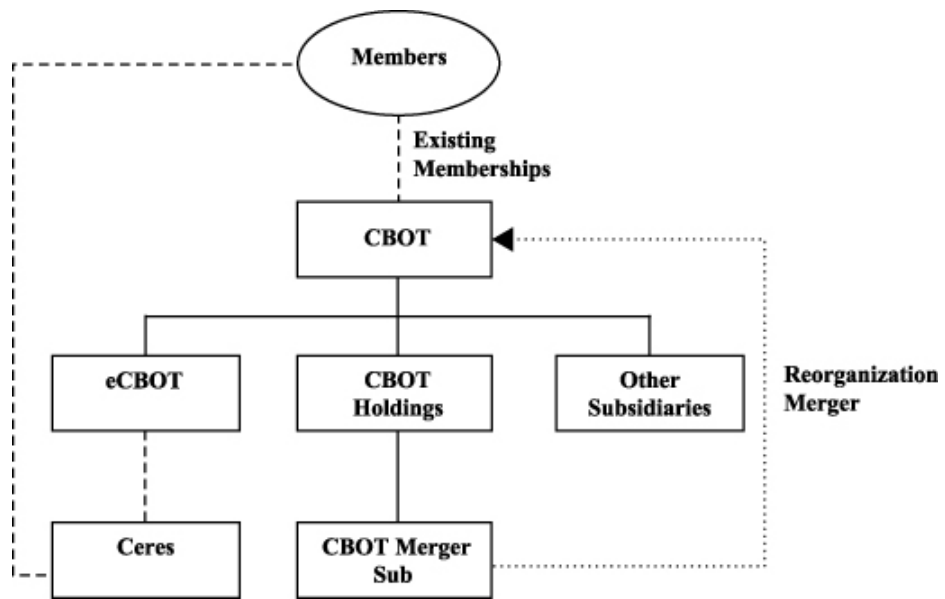 Members
Existing
Memberships
CBOT
eCBOT
CBOT
Holdings
Other
Subsidiaries
Reorganization
Merger
Ceres
CBOT Merger
Sub